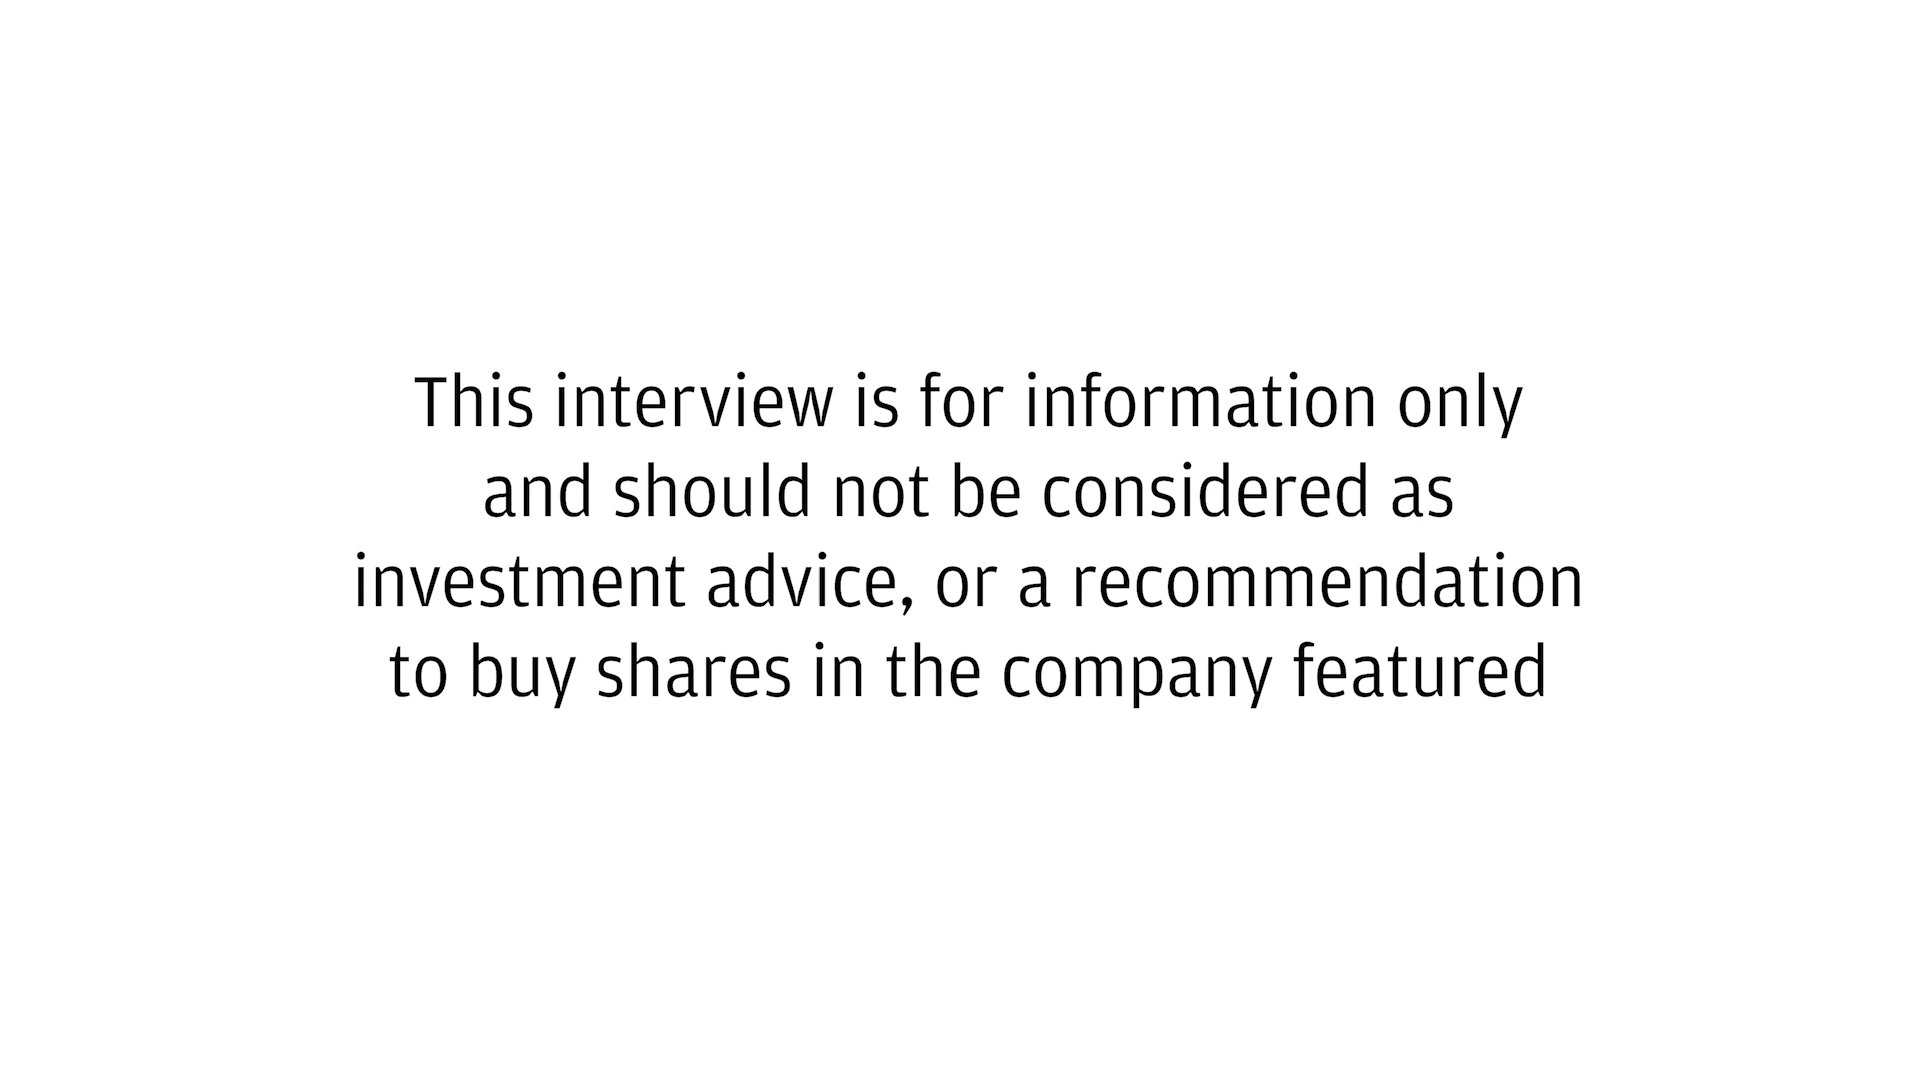 This interview is for information only
and should not be considered as
investment advice, or a recommendation
to buy shares in the company featured